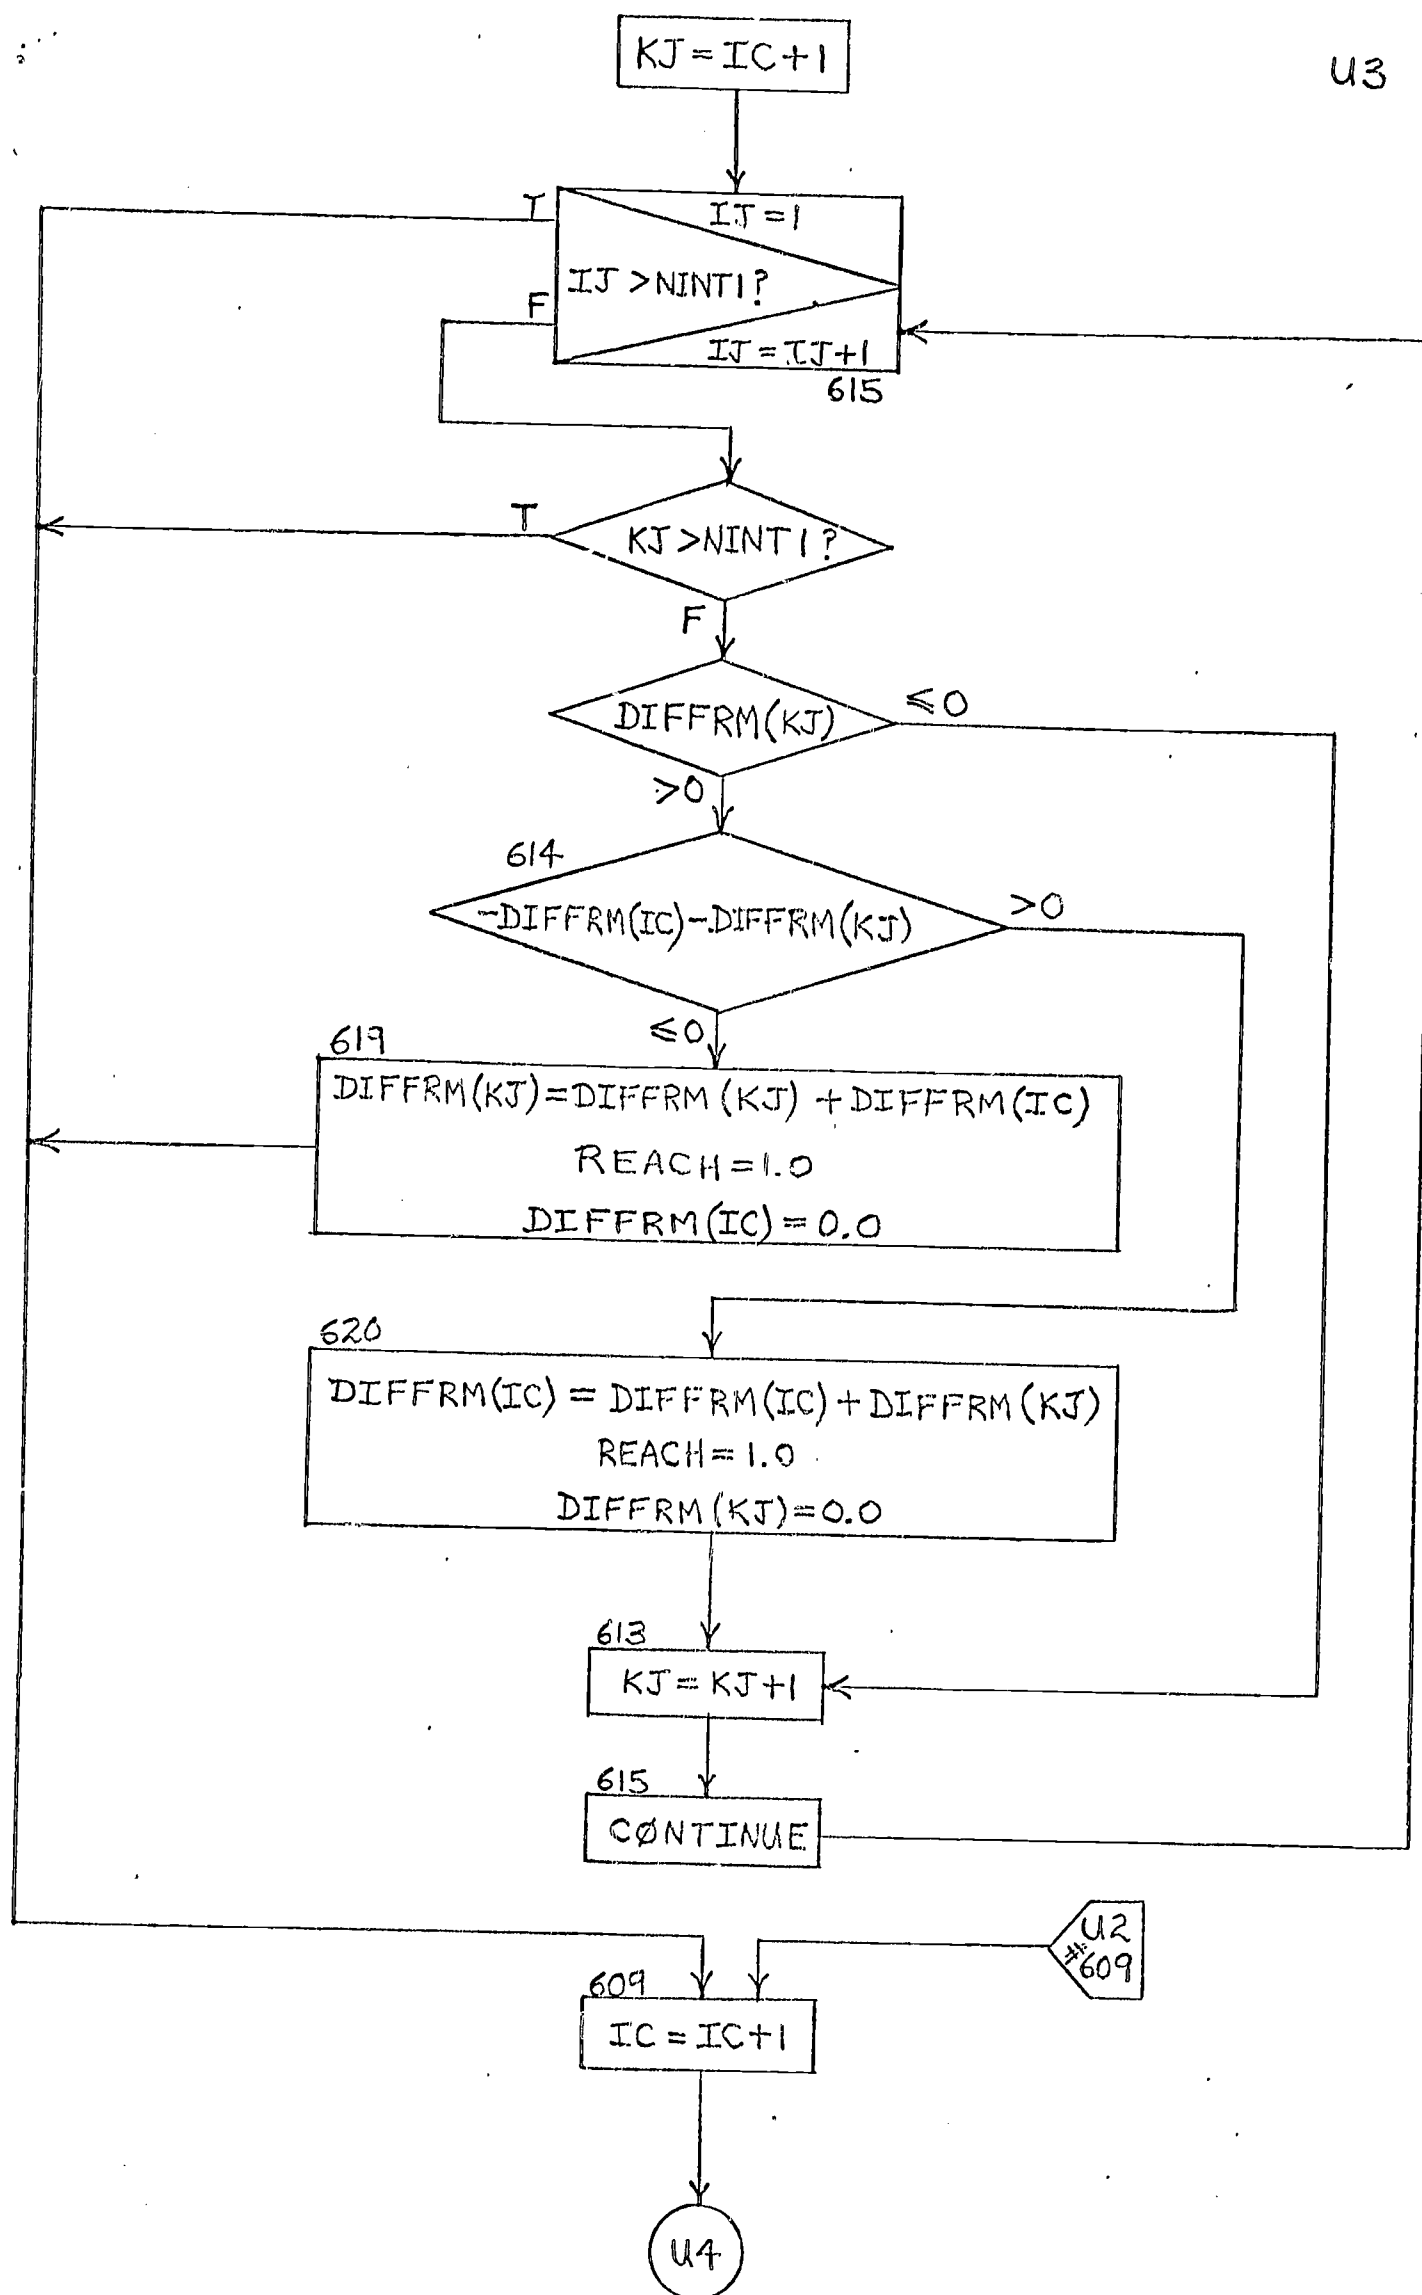 U3
KJ = IC + 1
T
IJ = 1
IJ > NINT1?
F
IJ = IJ + 1
615
T
KJ > NINT1?
F
DIFFRM(KJ)
≤0
>0
614
-DIFFRM(IC)-DIFFRM(KJ)
>0
≤0
619
DIFFRM(KJ)=DIFFRM(KJ)+DIFFRM(IC)
REACH=1.0
DIFFRM(IC)=0.0
620
DIFFRM(IC)=DIFFRM(IC)+DIFFRM(KJ)
REACH=1.0
DIFFRM(KJ)=0.0
613
KJ = KJ+1
615
CØNTINUE
U2
#609
609
IC = IC+1
U4